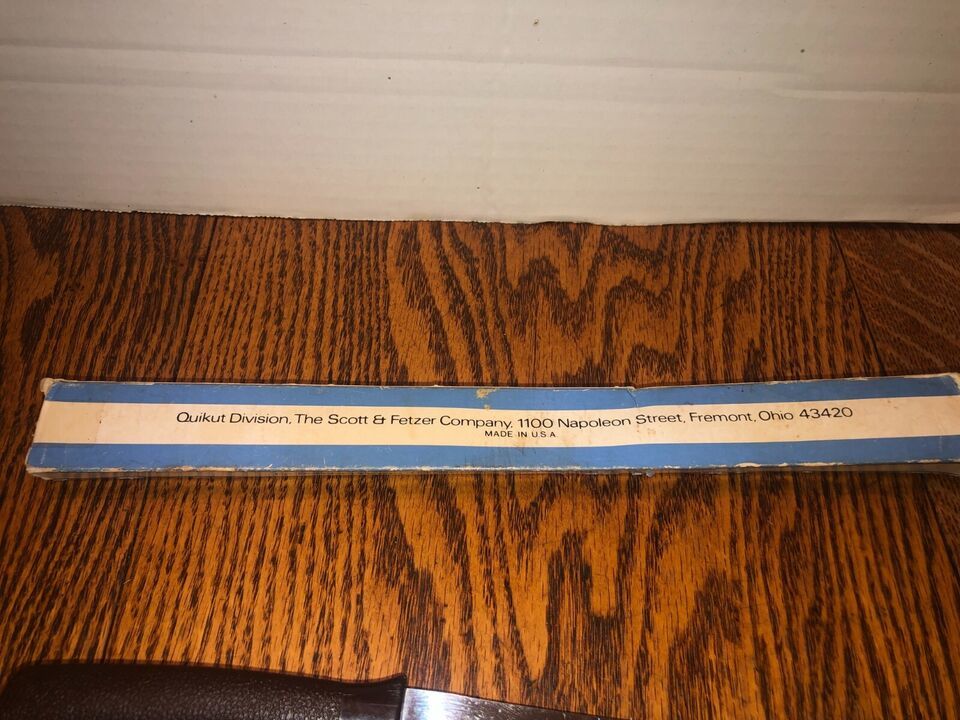 Quikut Division, The Scott & Fetzer Company, 1100 Napoleon Street, Fremont, Ohio 43420
MADE IN U.S.A.